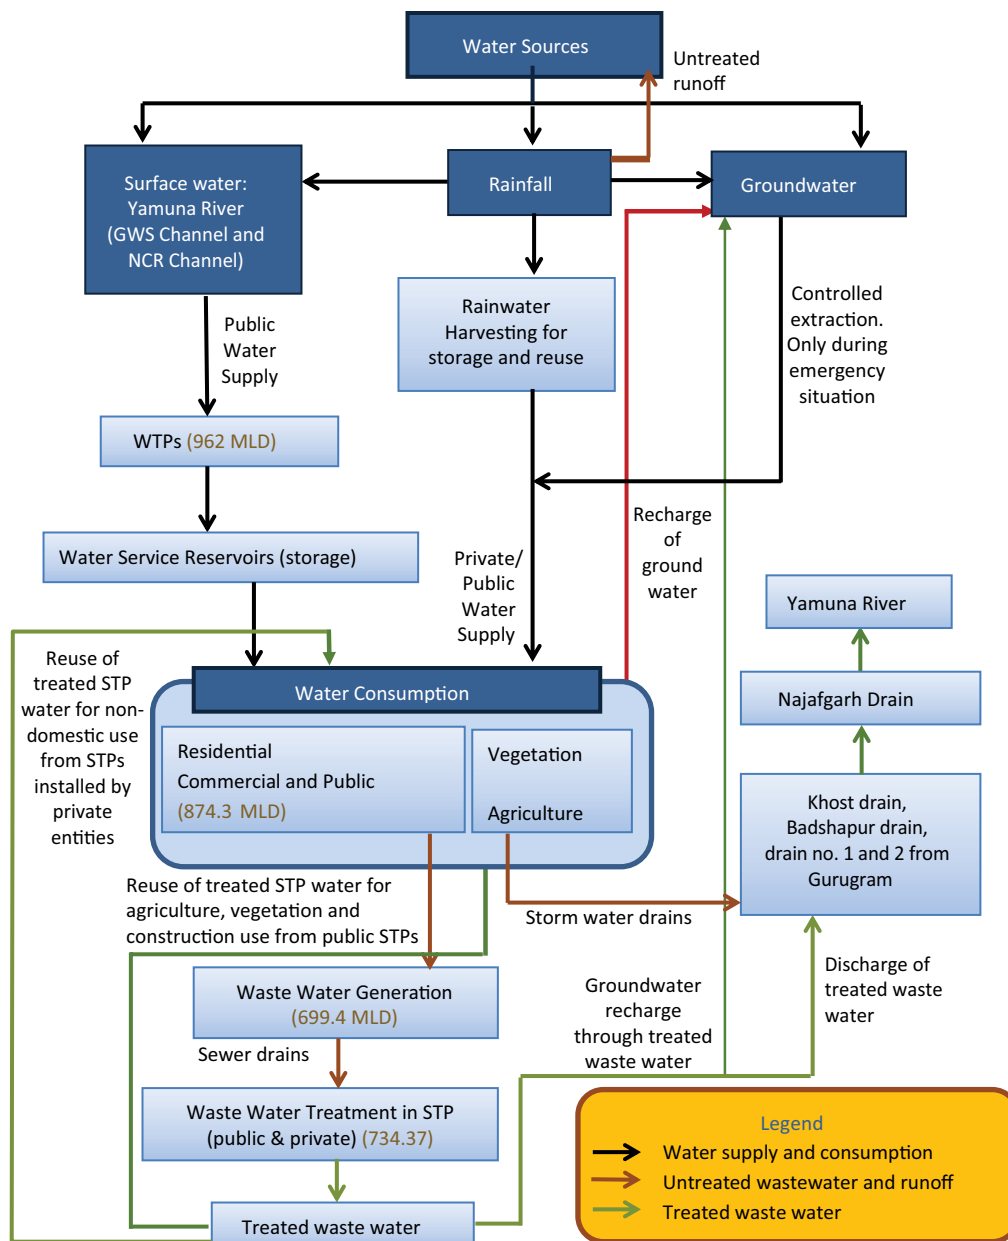 Water Sources
Untreated
runoff
Surface water:
Yamuna River
(GWS Channel and
NCR Channel)
Rainfall
Groundwater
Public
Water
Supply
Rainwater
Harvesting for
storage and reuse
Controlled
extraction.
Only during
emergency
situation
WTPs (962 MLD)
Water Service Reservoirs (storage)
Private/
Public
Water
Supply
Recharge
of
ground
water
Yamuna River
Reuse of
treated STP
water for non-
domestic use
from STPs
installed by
private
entities
Water Consumption
Residential
Commercial and Public
(874.3 MLD)
Vegetation
Agriculture
Najafgarh Drain
Khost drain,
Badshapur drain,
drain no. 1 and 2 from
Gurugram
Reuse of treated STP water for
agriculture, vegetation and
construction use from public STPs
Storm water drains
Waste Water Generation
(699.4 MLD)
Groundwater
recharge
through treated
waste water
Discharge of
treated waste
water
Sewer drains
Waste Water Treatment in STP
(public & private) (734.37)
Treated waste water
Legend
Water supply and consumption
Untreated wastewater and runoff
Treated waste water